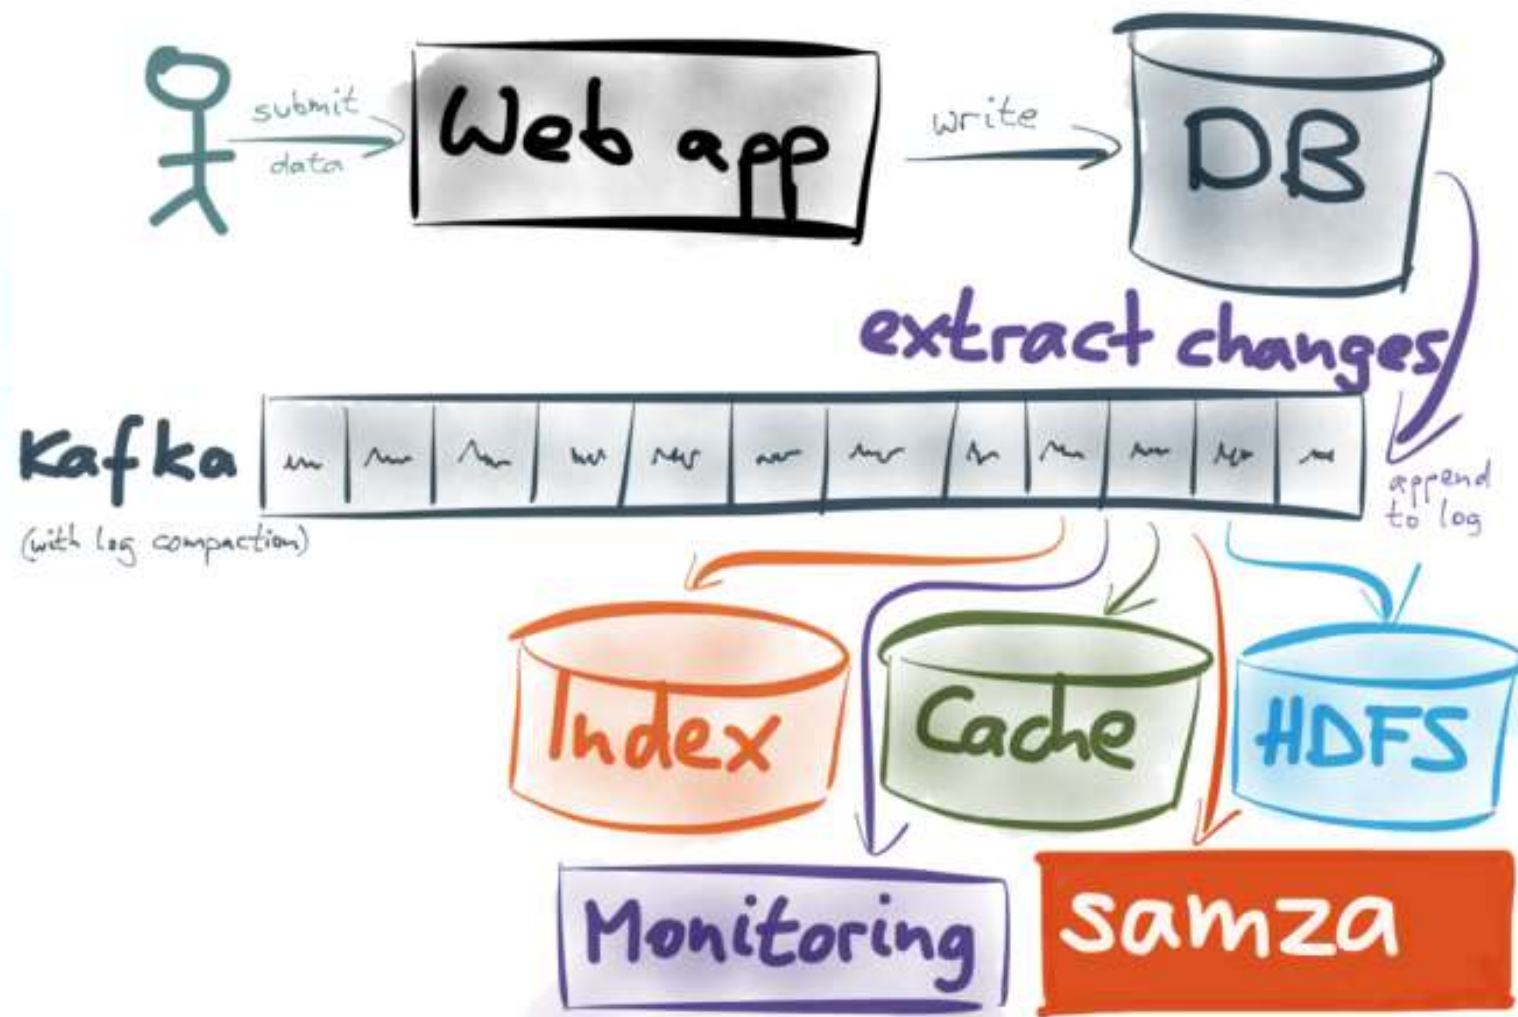 submit
data
Web app
write
DB
extract changes
Kafka
(with log compaction)
append
to log
Index
Cache
HDFS
Monitoring
samza